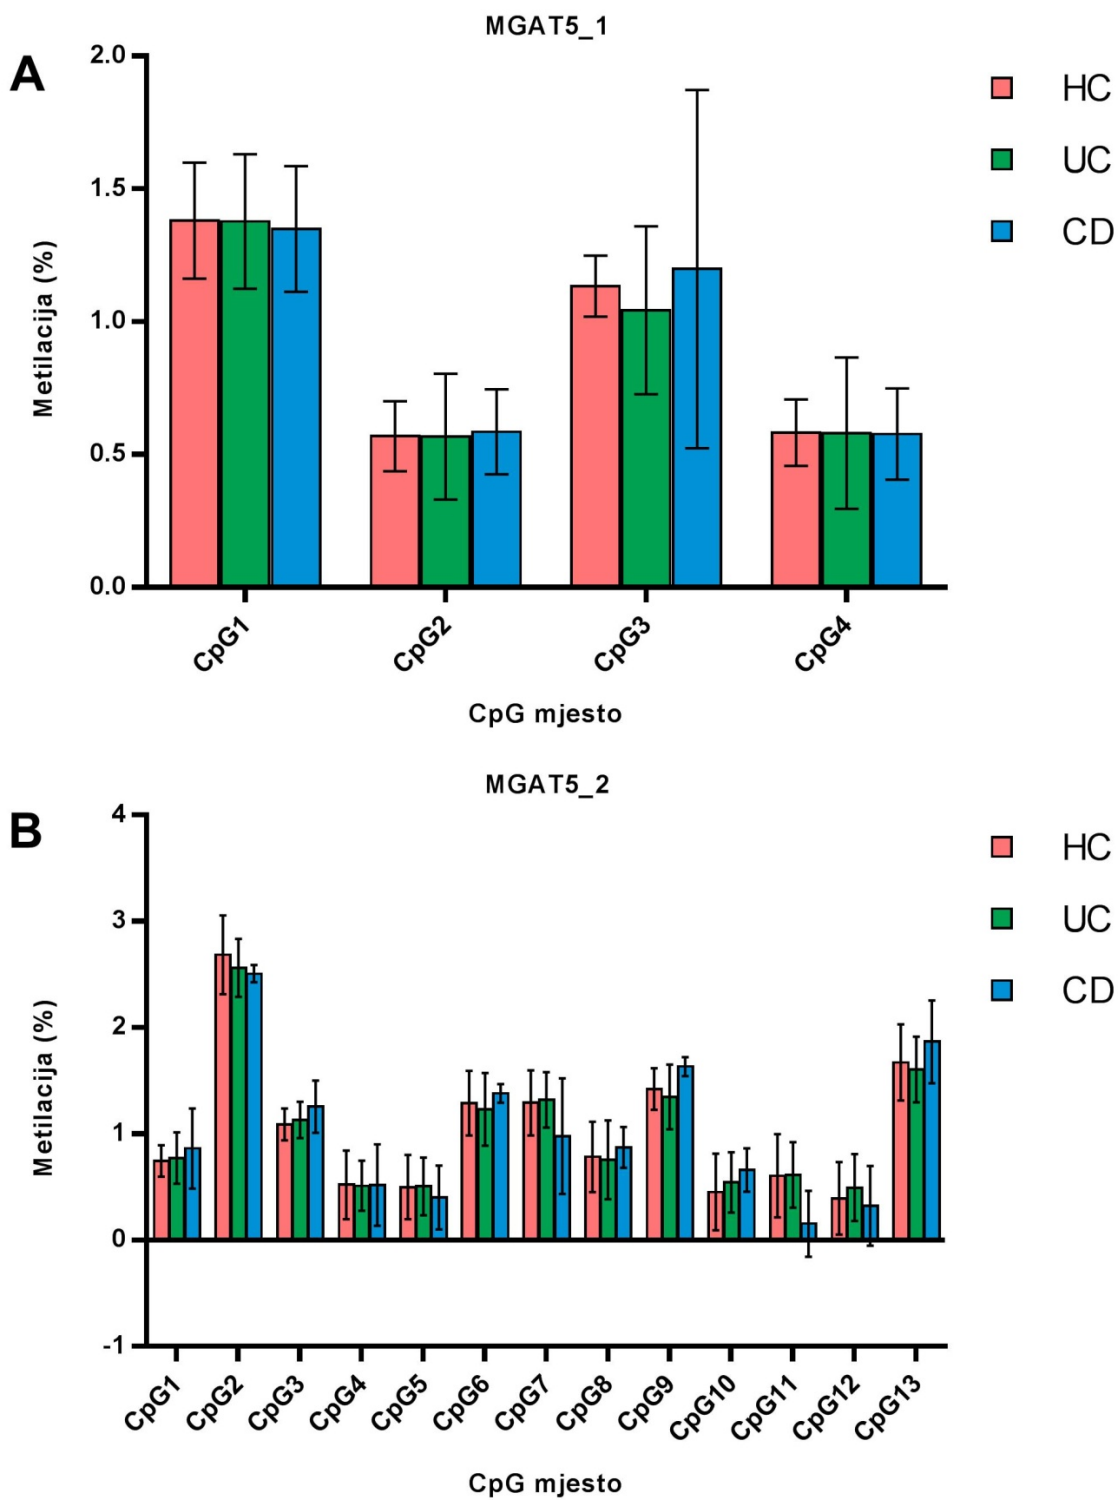 MGAT5_1
A
2.0
1.5
1.0
0.5
0.0
Metilacija (%)
CpG1
CpG2
CpG3
CpG4
CpG mjesto
HC
UC
CD
MGAT5_2
B
4
3
2
1
0
-1
Metilacija (%)
CpG1
CpG2
CpG3
CpG4
CpG5
CpG6
CpG7
CpG8
CpG9
CpG10
CpG11
CpG12
CpG13
CpG mjesto
HC
UC
CD